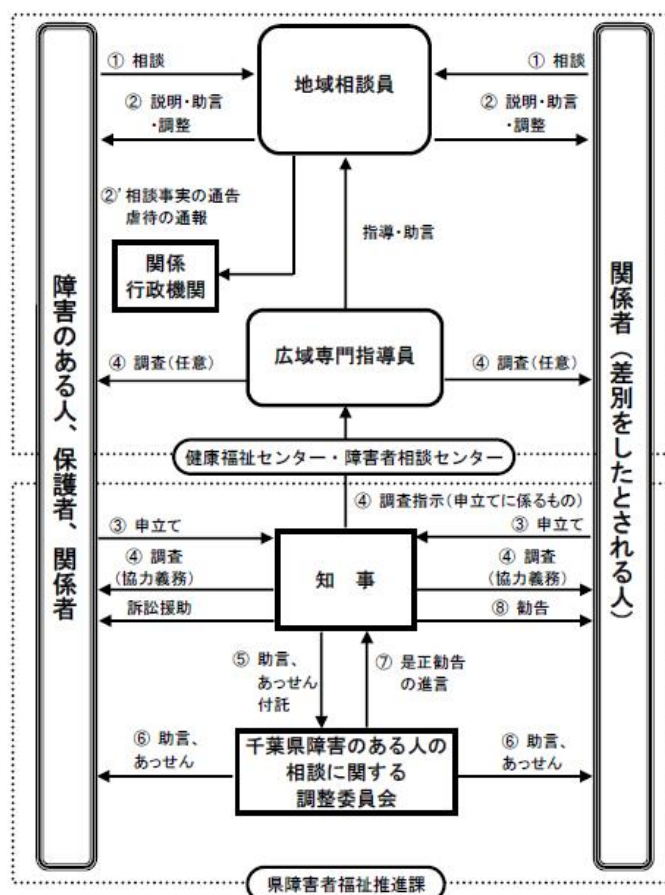 ① 相談
地域相談員
① 相談
② 説明・助言
・調整
② 説明・助言
・調整
②’相談事実の通告
虐待の通報
指導・助言
関係
行政機関
障害のある人、保護者、関係者
関係者（差別をしたとされる人）
広域専門指導員
④ 調査（任意）
④ 調査（任意）
健康福祉センター・障害者相談センター
④ 調査指示（申立てに係るもの）
③ 申立て
③ 申立て
④ 調査
（協力義務）
知 事
④ 調査
（協力義務）
訴訟援助
⑧ 勧告
⑤ 助言、
あっせん
付託
⑦ 是正勧告
の進言
⑥ 助言、
あっせん
千葉県障害のある人の
相談に関する
調整委員会
⑥ 助言、
あっせん
県障害者福祉推進課